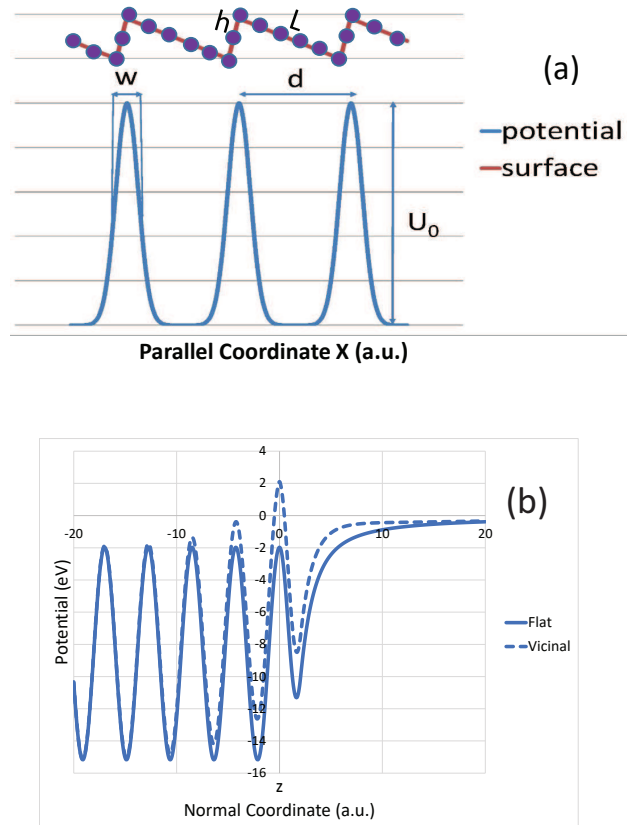 h
L
(a)
w
d
potential
surface
U0
Parallel Coordinate X (a.u.)
(b)
4
2
0
-20
-10
0
10
20
-2
-4
-6
-8
-10
-12
-14
-16
Potential (eV)
Flat
Vicinal
z
Normal Coordinate (a.u.)